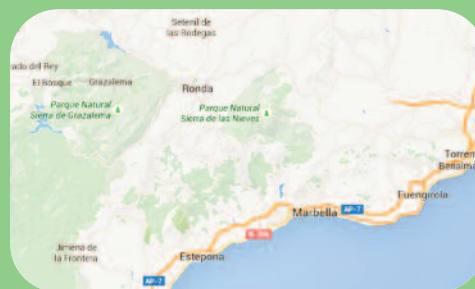 Setenil de
las Bodegas
ado del Rey
El Bosque
Grazalema
Ronda
Parque Natural
Sierra de Grazalema
Parque Natural
Sierra de las Nieves
Torrem
Benalmá
Fuengirola
Marbella
AP-7
Jimena de
la Frontera
Estepona
AP-7